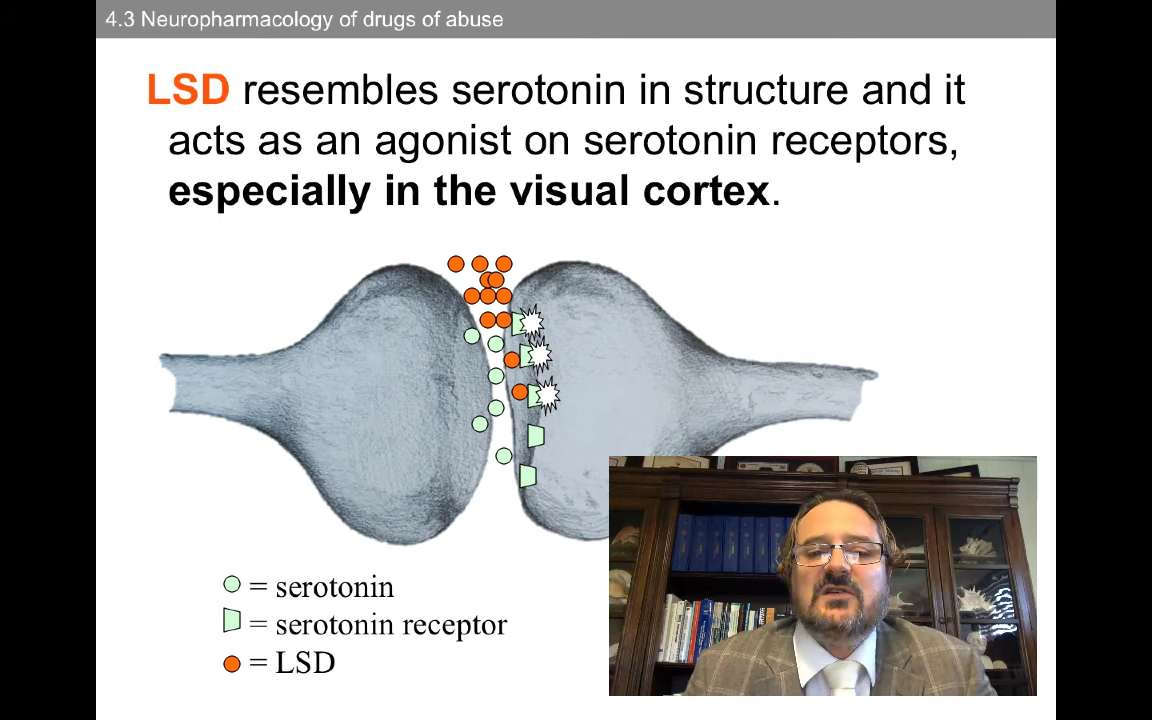 4.3 Neuropharmacology of drugs of abuse
LSD resembles serotonin in structure and it
acts as an agonist on serotonin receptors,
especially in the visual cortex.
= serotonin
= serotonin receptor
= LSD